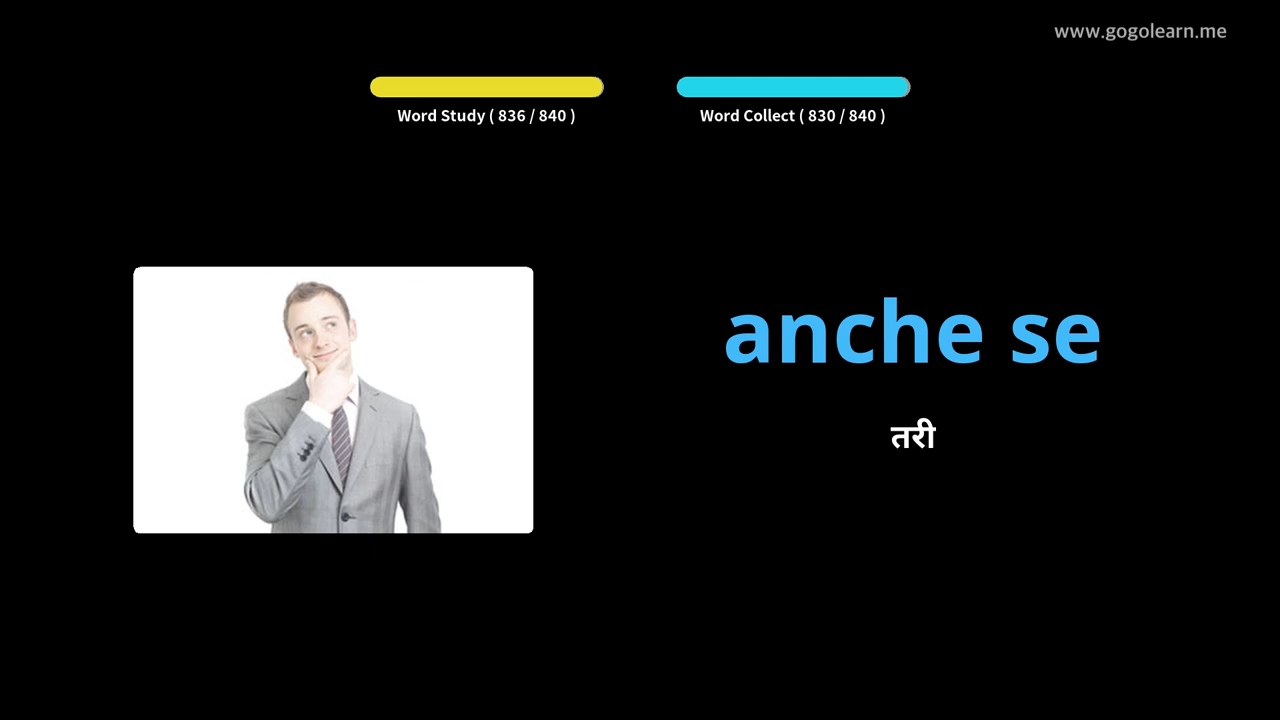 www.gogolearn.me
Word Study ( 836 / 840 )
Word Collect ( 830 / 840 )
anche se
तरी